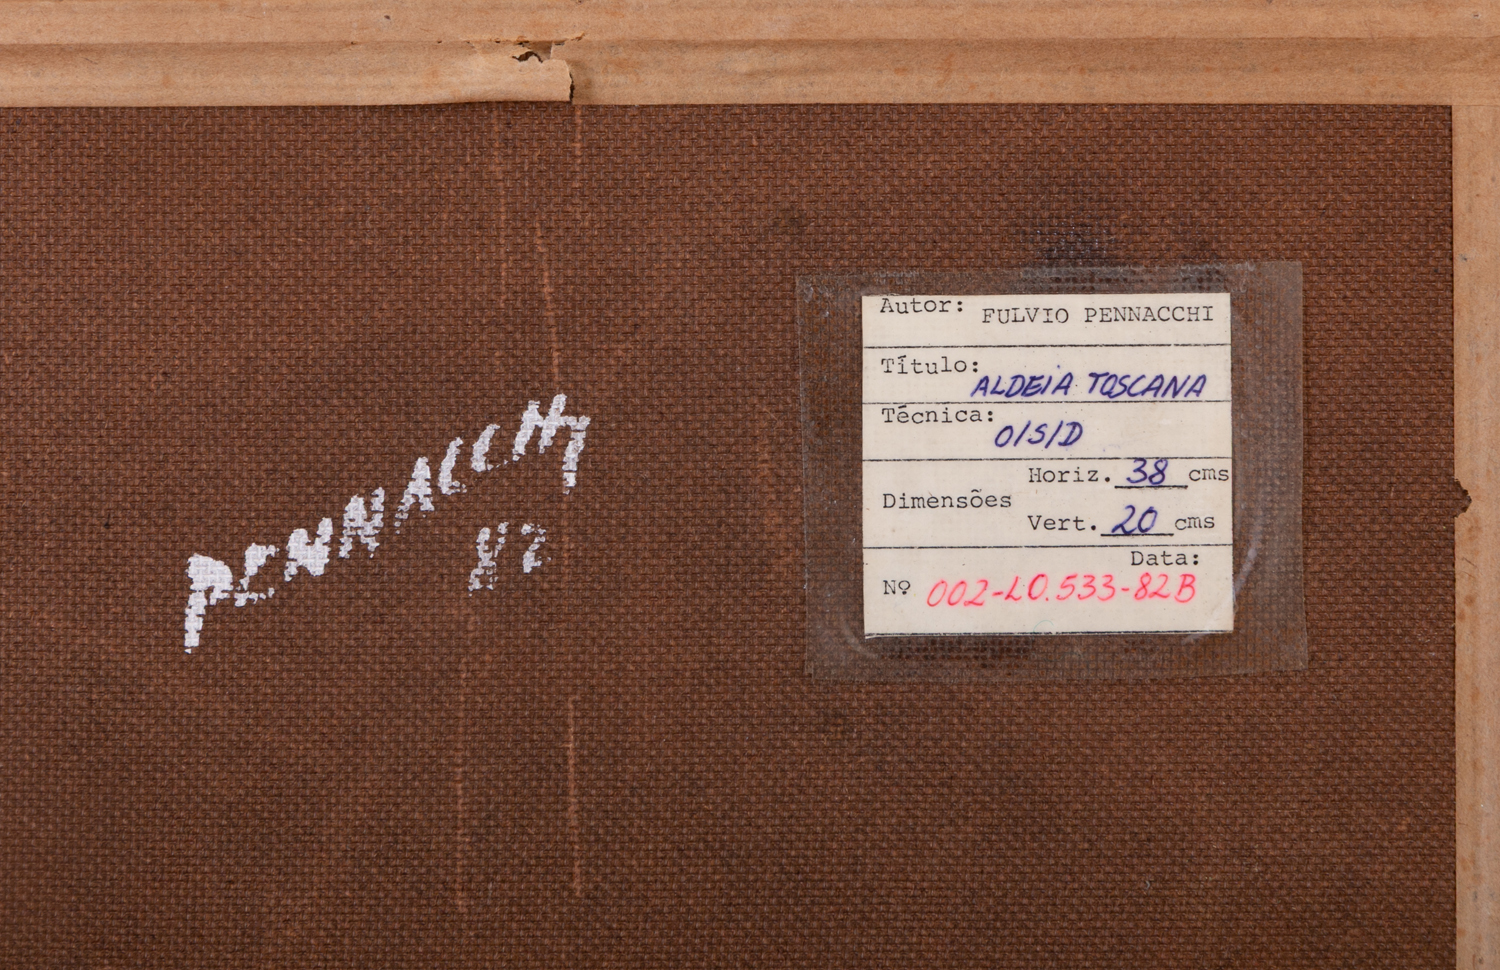 PENNACCHI
82
Autor: FULVIO PENNACCHI
Título: ALDEIA TOSCANA
Técnica: O/S/D
Dimensões
Horiz. 38 cms
Vert. 20 cms
Data:
Nº 002-LO.533-82B